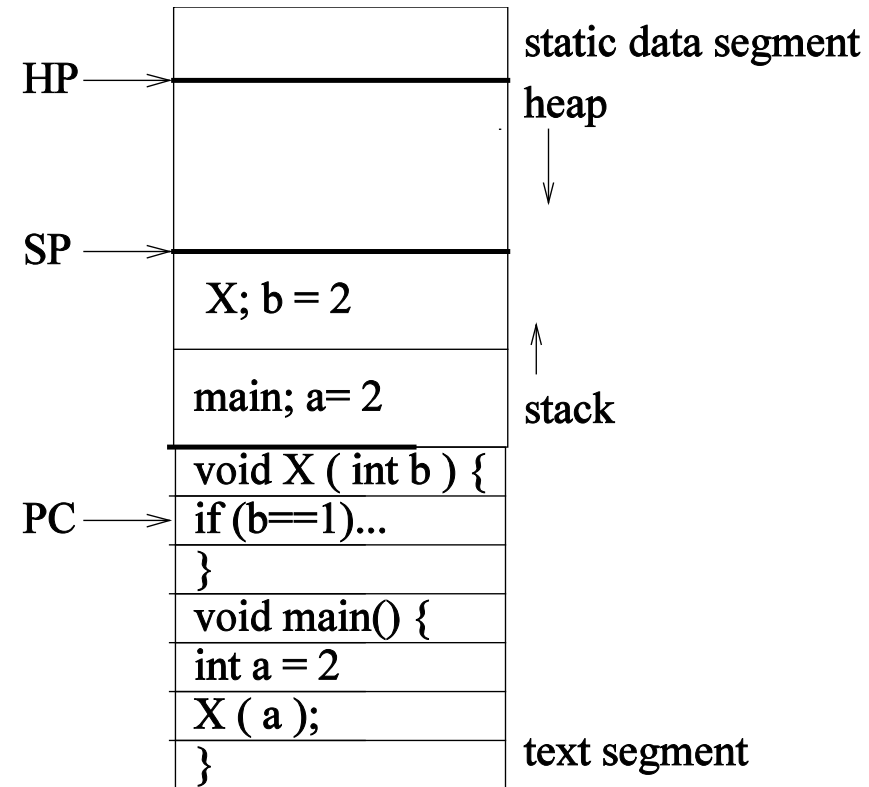 static data segment
HP
heap
SP
X; b = 2
main; a= 2
stack
void X ( int b ) {
PC
if (b==1)...
}
void main() {
int a = 2
X ( a );
}
text segment